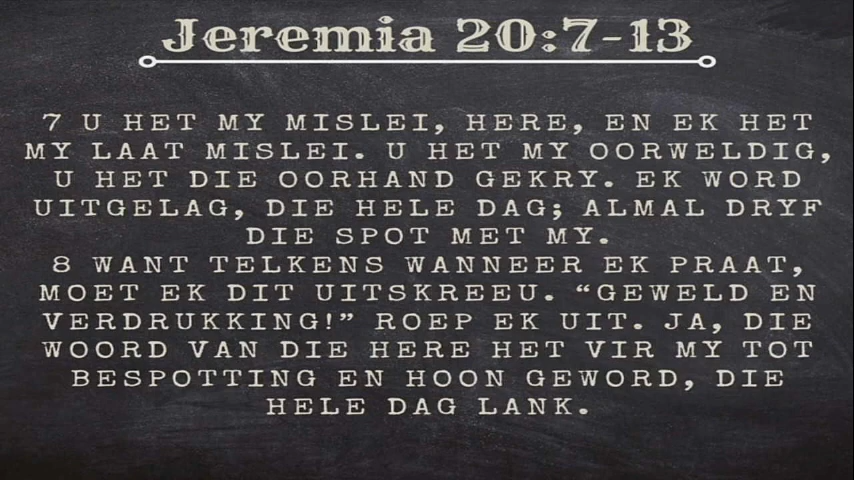 Jeremia 20:7-13
7 U HET MY MISLEI, HERE, EN EK HET
MY LAAT MISLEI. U HET MY OORWELDIG,
U HET DIE OORHAND GEKRY. EK WORD
UITGELAG, DIE HELE DAG; ALMAL DRYF
DIE SPOT MET MY.
8 WANT TELKENS WANNEER EK PRAAT,
MOET EK DIT UITSKREEU. “GEWELD EN
VERDRUKKING!” ROEP EK UIT. JA, DIE
WOORD VAN DIE HERE HET VIR MY TOT
BESPOTTING EN HOON GEWORD, DIE
HELE DAG LANK.